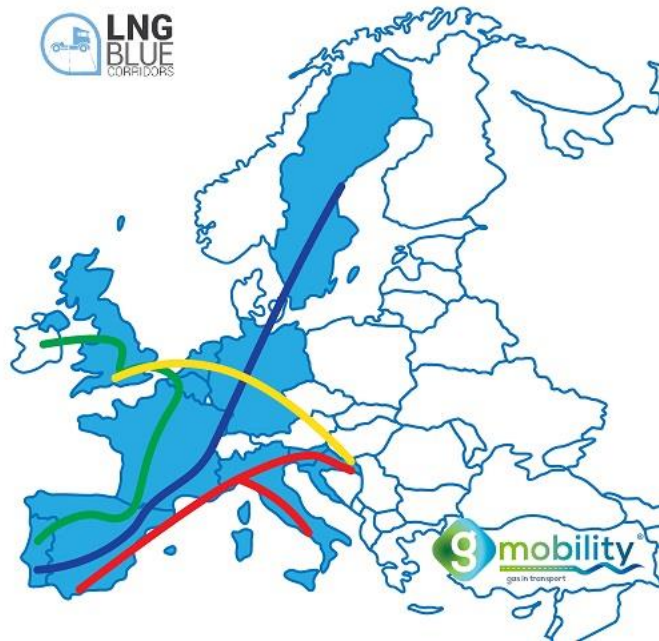 LNG
BLUE
CORRIDORS
g mobility®
gas in transport